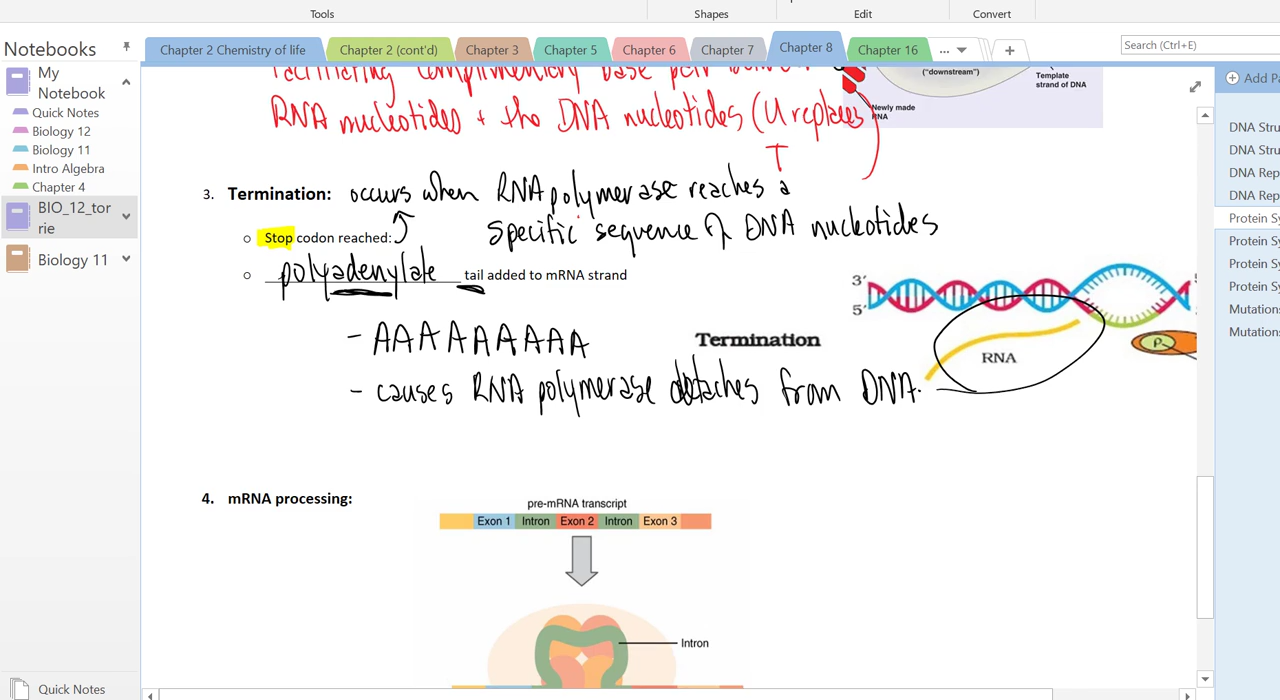 Tools
Shapes
Edit
Convert
Notebooks
Chapter 2 Chemistry of life
Chapter 2 (cont'd)
Chapter 3
Chapter 5
Chapter 6
Chapter 7
Chapter 8
Chapter 16
...
Search (Ctrl+E)
My Notebook
Quick Notes
Biology 12
Biology 11
Intro Algebra
Chapter 4
BIO_12_tor
rie
Biology 11
Quick Notes
Add Pa
DNA Stru
DNA Stru
DNA Rep
DNA Rep
Protein Sy
Protein Sy
Protein Sy
Protein Sy
Mutations
Mutations
facilitating complimentary base pair
("downstream")
Template
strand of DNA
Newly made
RNA
RNA nucleotides + the DNA nucleotides (U replaces
T )
3. Termination: occurs when RNA polymerase reaches a
specific sequence of DNA nucleotides
Stop codon reached:
polyadenylate tail added to mRNA strand
- AAAAAAAAA
- causes RNA polymerase detaches from DNA.
3'
5'
Termination
RNA
P
4. mRNA processing:
pre-mRNA transcript
Exon 1 Intron Exon 2 Intron Exon 3
Intron